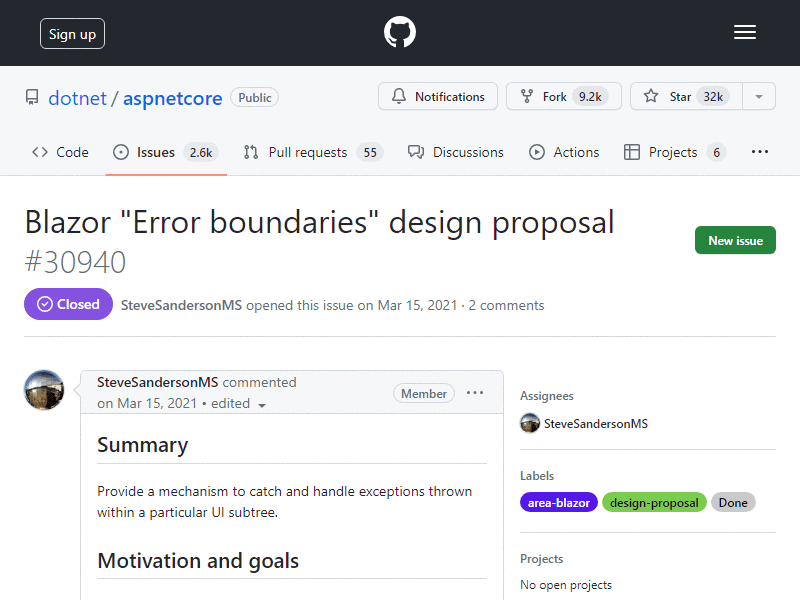 Sign up
dotnet / aspnetcore Public
Notifications
Fork 9.2k
Star 32k
Code
Issues 2.6k
Pull requests 55
Discussions
Actions
Projects 6
Blazor "Error boundaries" design proposal
#30940
New issue
Closed
SteveSandersonMS opened this issue on Mar 15, 2021 · 2 comments
SteveSandersonMS commented
on Mar 15, 2021 • edited
Member
Summary
Provide a mechanism to catch and handle exceptions thrown
within a particular UI subtree.
Motivation and goals
Assignees
SteveSandersonMS
Labels
area-blazor design-proposal Done
Projects
No open projects